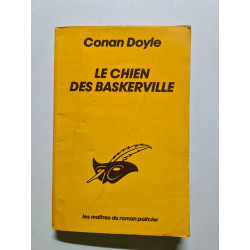 Conan Doyle
LE CHIEN
DES BASKERVILLE
les maîtres du roman policier